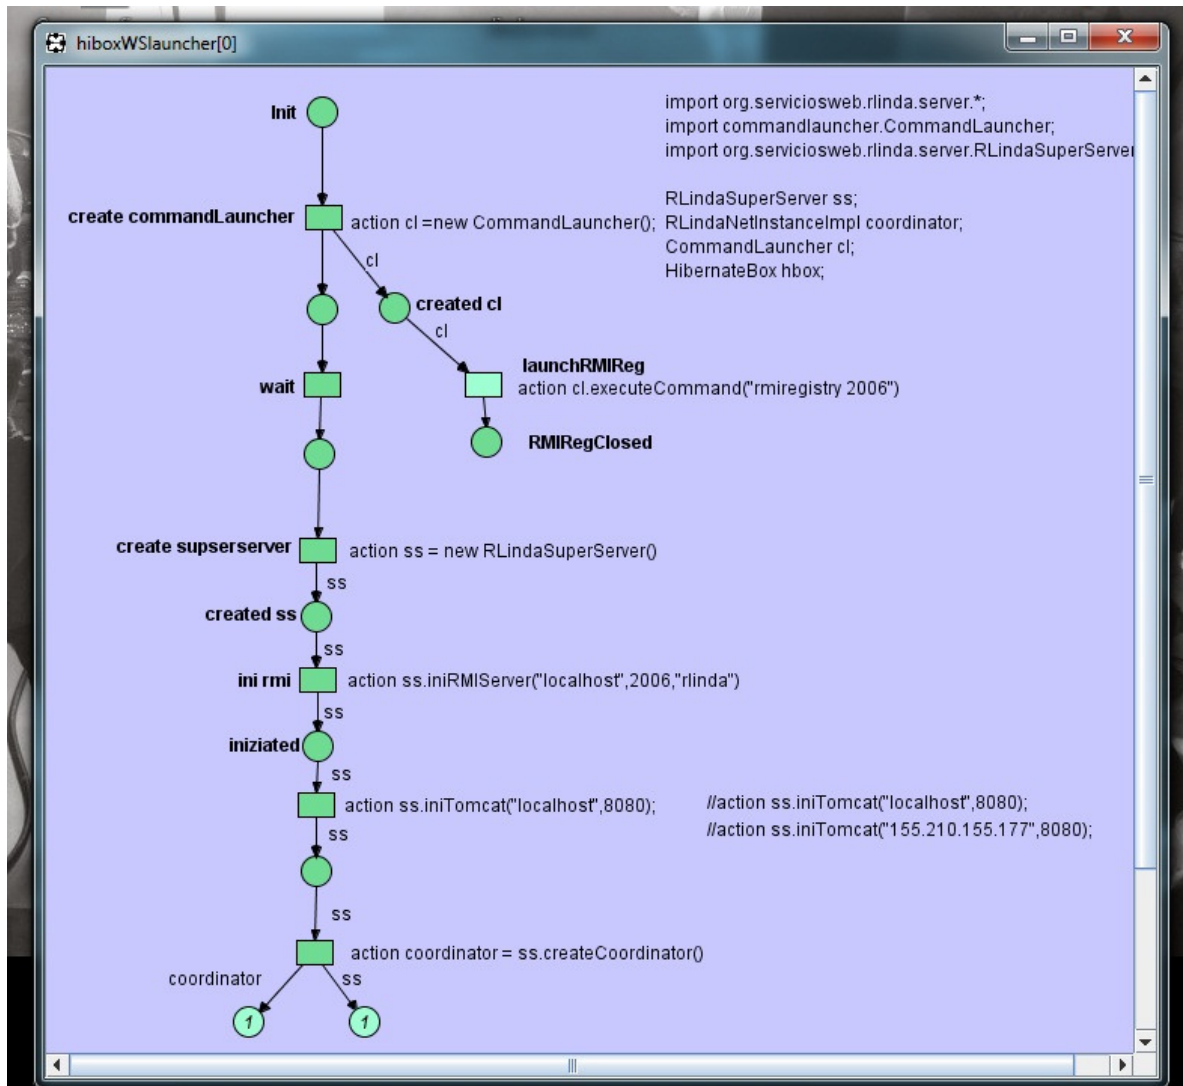 hiboxWSlauncher[0]
Init
import org.serviciosweb.rlinda.server.*;
import commandlauncher.CommandLauncher;
import org.serviciosweb.rlinda.server.RLindaSuperServer
RLindaSuperServer ss;
create commandLauncher
action cl =new CommandLauncher();
RLindaNetInstanceImpl coordinator;
CommandLauncher cl;
HibernateBox hbox;
cl
created cl
cl
launchRMIReg
wait
action cl.executeCommand("rmiregistry 2006")
RMIRegClosed
create supserserver
action ss = new RLindaSuperServer()
ss
created ss
ss
ini rmi
action ss.iniRMIServer("localhost",2006,"rlinda")
ss
iniziated
ss
action ss.iniTomcat("localhost",8080);
//action ss.iniTomcat("localhost",8080);
//action ss.iniTomcat("155.210.155.177",8080);
ss
ss
action coordinator = ss.createCoordinator()
coordinator
ss
1
1